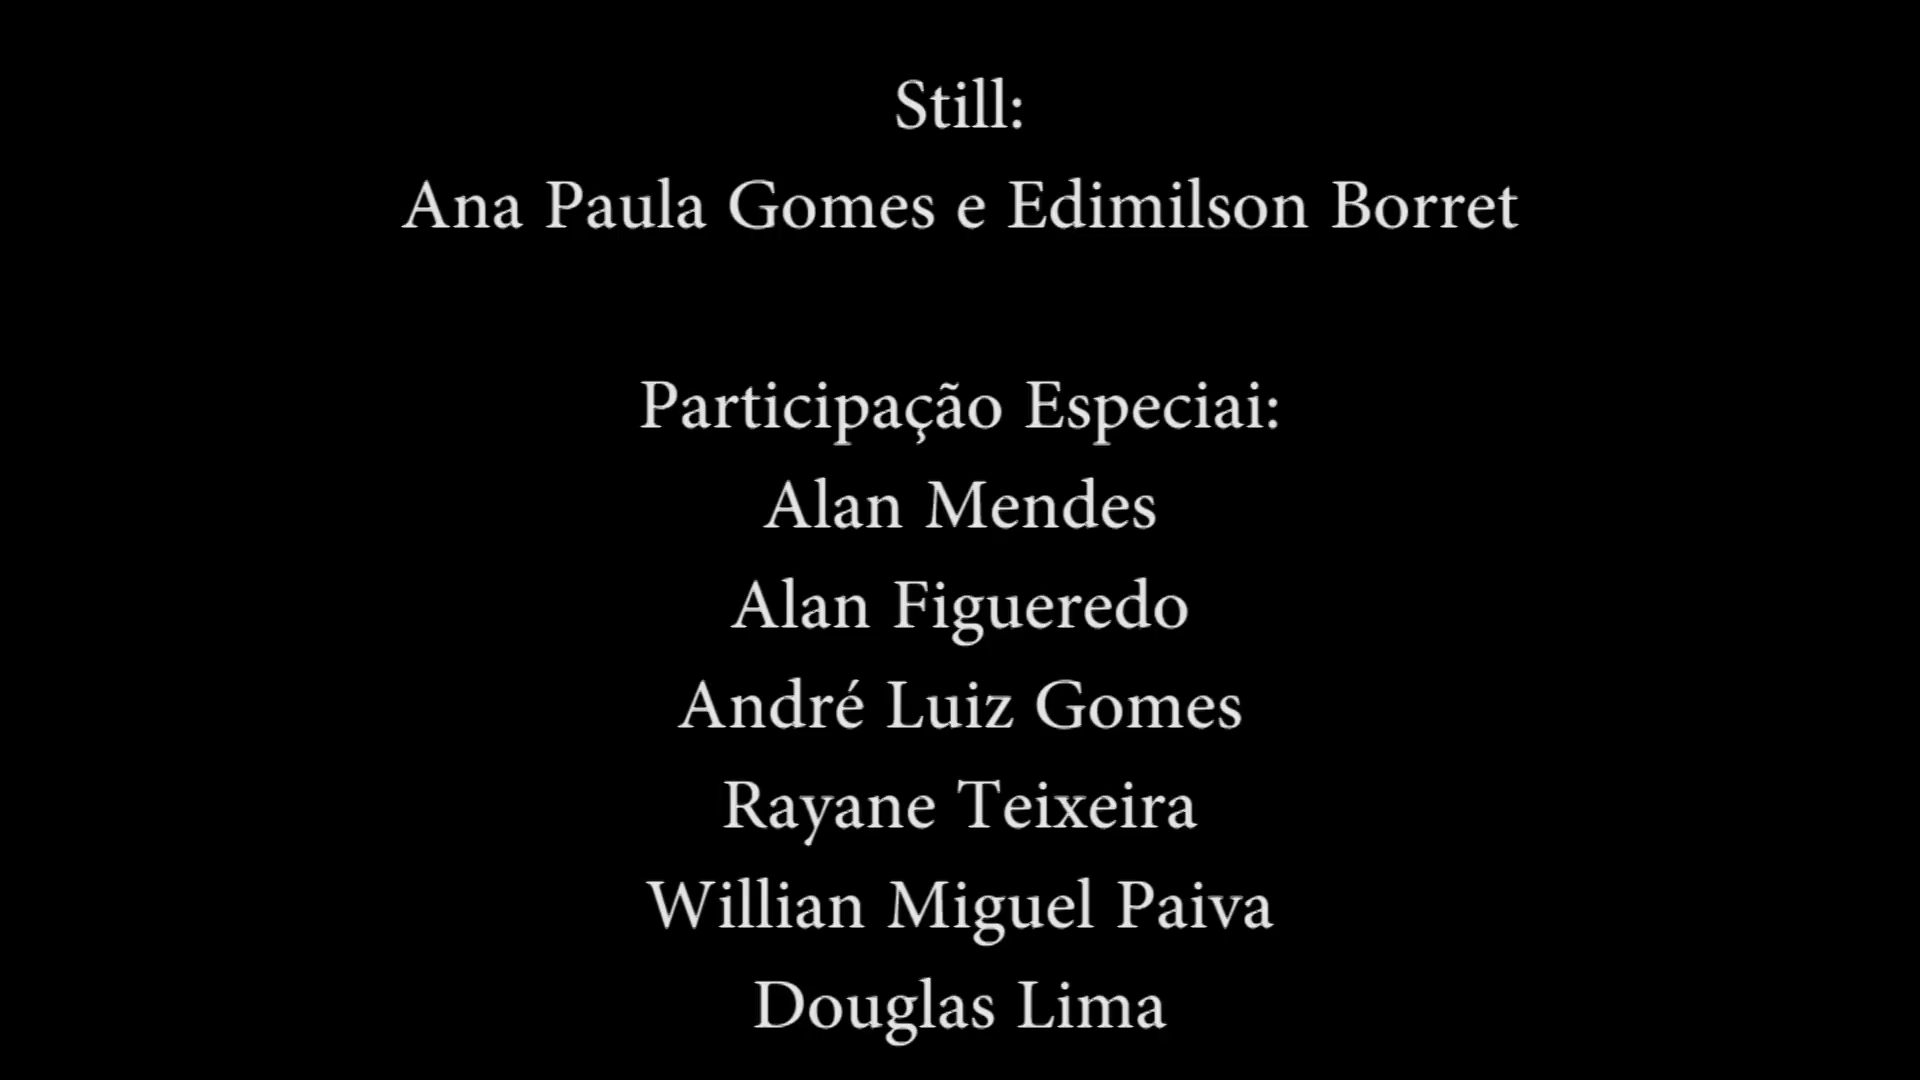 Still:
Ana Paula Gomes e Edimilson Borret
Participação Especiai:
Alan Mendes
Alan Figueredo
André Luiz Gomes
Rayane Teixeira
Willian Miguel Paiva
Douglas Lima